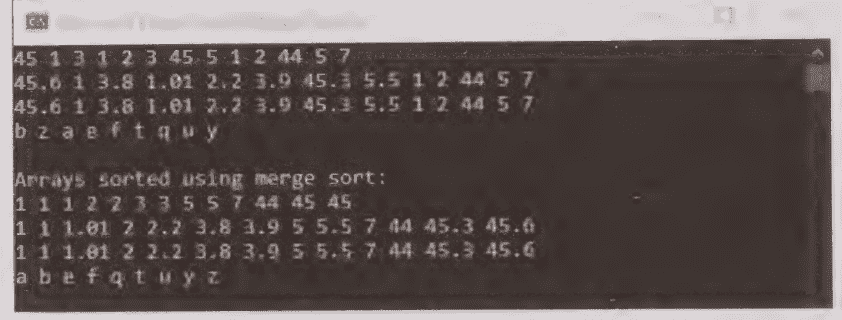 45 1 3 1 2 3 45 5 1 2 44 5 7
45.6 1 3.8 1.01 2.2 3.9 45.3 5.5 1 2 44 5 7
45.6 1 3.8 1.01 2.2 3.9 45.3 5.5 1 2 44 5 7
b z a e f t q u y
Arrays sorted using merge sort:
1 1 1 2 2 3 3 5 5 7 44 45 45
1 1 1.01 2 2.2 3.8 3.9 5 5.5 7 44 45.3 45.6
1 1 1.01 2 2.2 3.8 3.9 5 5.5 7 44 45.3 45.6
a b e f q t u y z